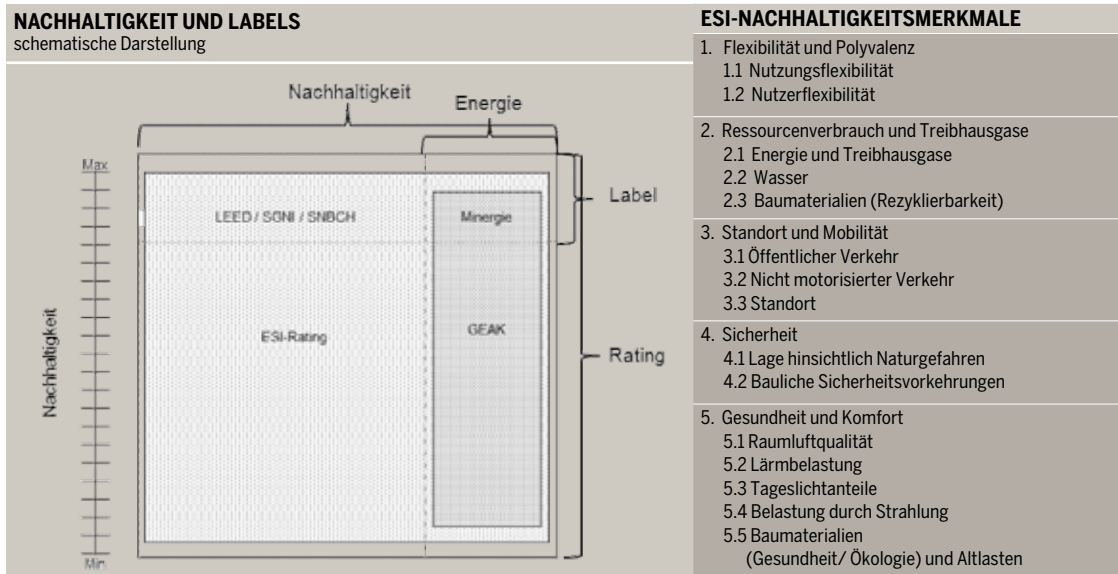 NACHHALTIGKEIT UND LABELS
schematische Darstellung
Nachhaltigkeit
Energie
Max
Label
LEED / SGNI / SNBCH
Minergie
Nachhaltigkeit
ESI-Rating
GEAK
Rating
Min
ESI-NACHHALTIGKEITSMERKMALE
1. Flexibilität und Polyvalenz
1.1 Nutzungsflexibilität
1.2 Nutzerflexibilität
2. Ressourcenverbrauch und Treibhausgase
2.1 Energie und Treibhausgase
2.2 Wasser
2.3 Baumaterialien (Rezyklierbarkeit)
3. Standort und Mobilität
3.1 Öffentlicher Verkehr
3.2 Nicht motorisierter Verkehr
3.3 Standort
4. Sicherheit
4.1 Lage hinsichtlich Naturgefahren
4.2 Bauliche Sicherheitsvorkehrungen
5. Gesundheit und Komfort
5.1 Raumluftqualität
5.2 Lärmbelastung
5.3 Tageslichtanteile
5.4 Belastung durch Strahlung
5.5 Baumaterialien
(Gesundheit/ Ökologie) und Altlasten